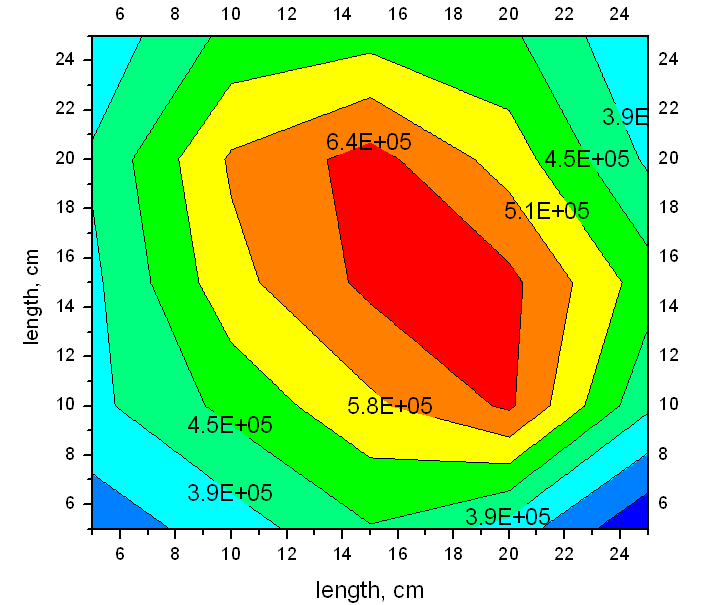 6 8 10 12 14 16 18 20 22 24
24 24
22 3.9E 22
6.4E+05
20 4.5E+05 20
18 5.1E+05 18
length, cm
16 16
14 14
12 12
10 5.8E+05 10
4.5E+05
8 8
3.9E+05
6 3.9E+05 6
6 8 10 12 14 16 18 20 22 24
length, cm